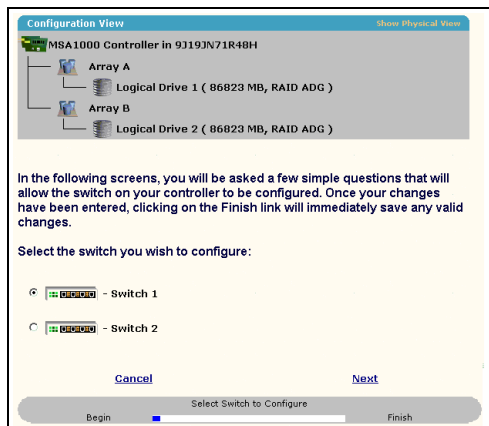 Configuration View
Show Physical View
MSA1000 Controller in 9J19JN71R48H
Array A
Logical Drive 1 ( 86823 MB, RAID ADG )
Array B
Logical Drive 2 ( 86823 MB, RAID ADG )
In the following screens, you will be asked a few simple questions that will
allow the switch on your controller to be configured. Once your changes
have been entered, clicking on the Finish link will immediately save any valid
changes.
Select the switch you wish to configure:
- Switch 1
- Switch 2
Cancel
Next
Select Switch to Configure
Begin
Finish